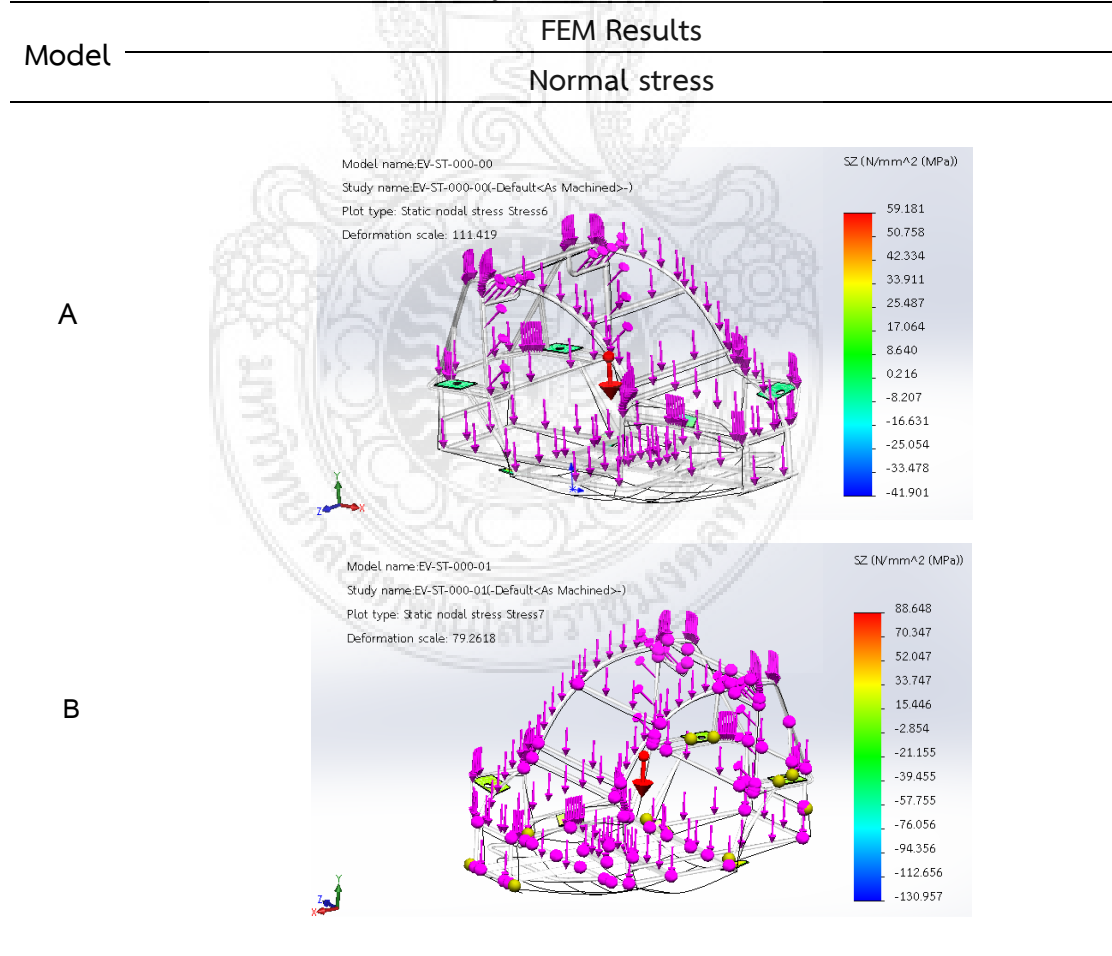 FEM Results
Model
Normal stress
A
Model name:EV-ST-000-00
Study name:EV-ST-000-00(-Default<As Machined>-)
Plot type: Static nodal stress Stress6
Deformation scale: 111.419
SZ (N/mm^2 (MPa))
59.181
50.758
42.334
33.911
25.487
17.064
8.640
0.216
-8.207
-16.631
-25.054
-33.478
-41.901
Y
Z
X
B
Model name:EV-ST-000-01
Study name:EV-ST-000-01(-Default<As Machined>-)
Plot type: Static nodal stress Stress7
Deformation scale: 79.2618
SZ (N/mm^2 (MPa))
88.648
70.347
52.047
33.747
15.446
-2.854
-21.155
-39.455
-57.755
-76.056
-94.356
-112.656
-130.957
Y
Z
X